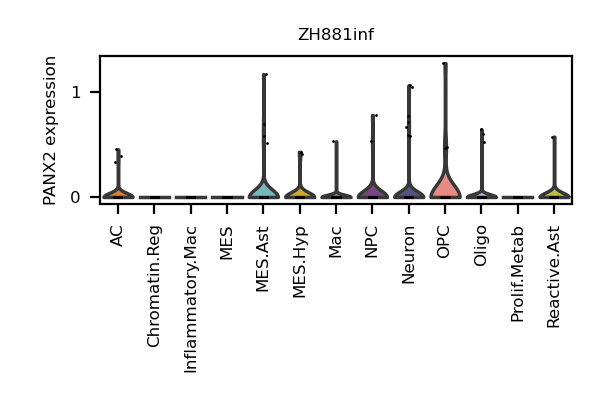 ZH881inf
PANX2 expression
1
0
AC
Chromatin.Reg
Inflammatory.Mac
MES
MES.Ast
MES.Hyp
Mac
NPC
Neuron
OPC
Oligo
Prolif.Metab
Reactive.Ast